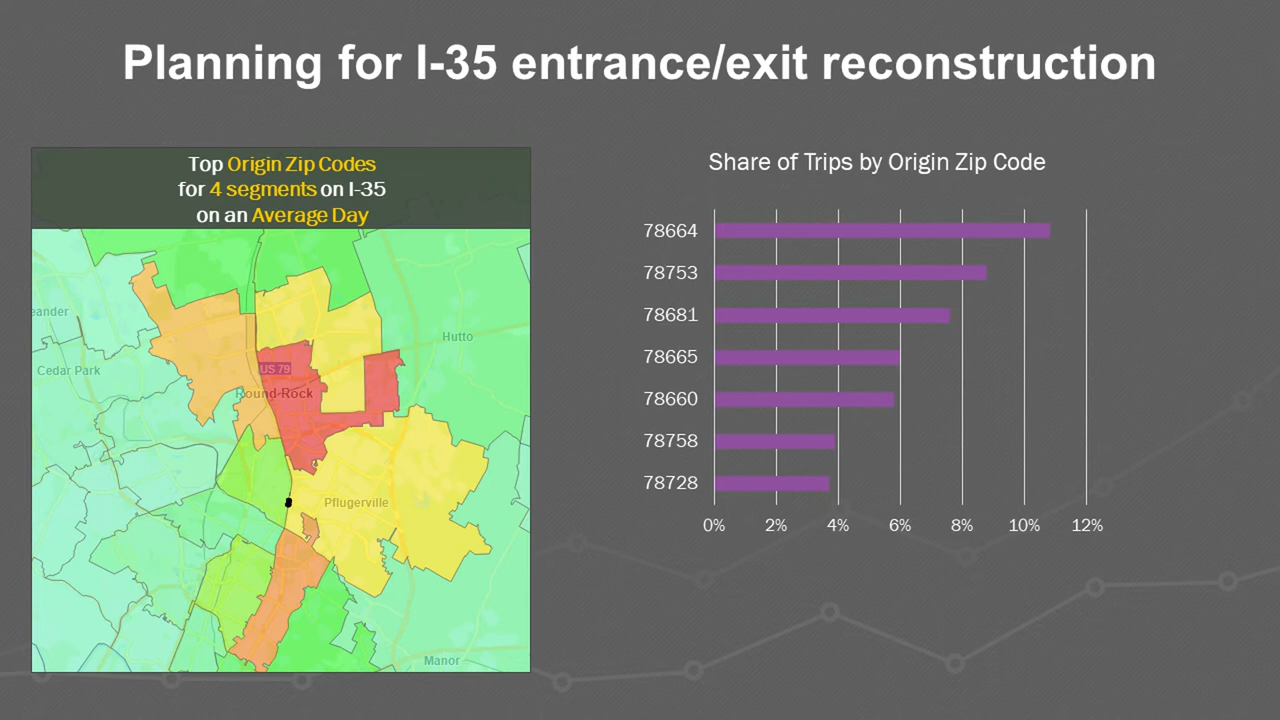 Planning for I-35 entrance/exit reconstruction
Top Origin Zip Codes
for 4 segments on I-35
on an Average Day
eander
Hutto
Cedar Park
US 79
Round Rock
Pflugerville
Manor
Share of Trips by Origin Zip Code
78664
78753
78681
78665
78660
78758
78728
0% 2% 4% 6% 8% 10% 12%